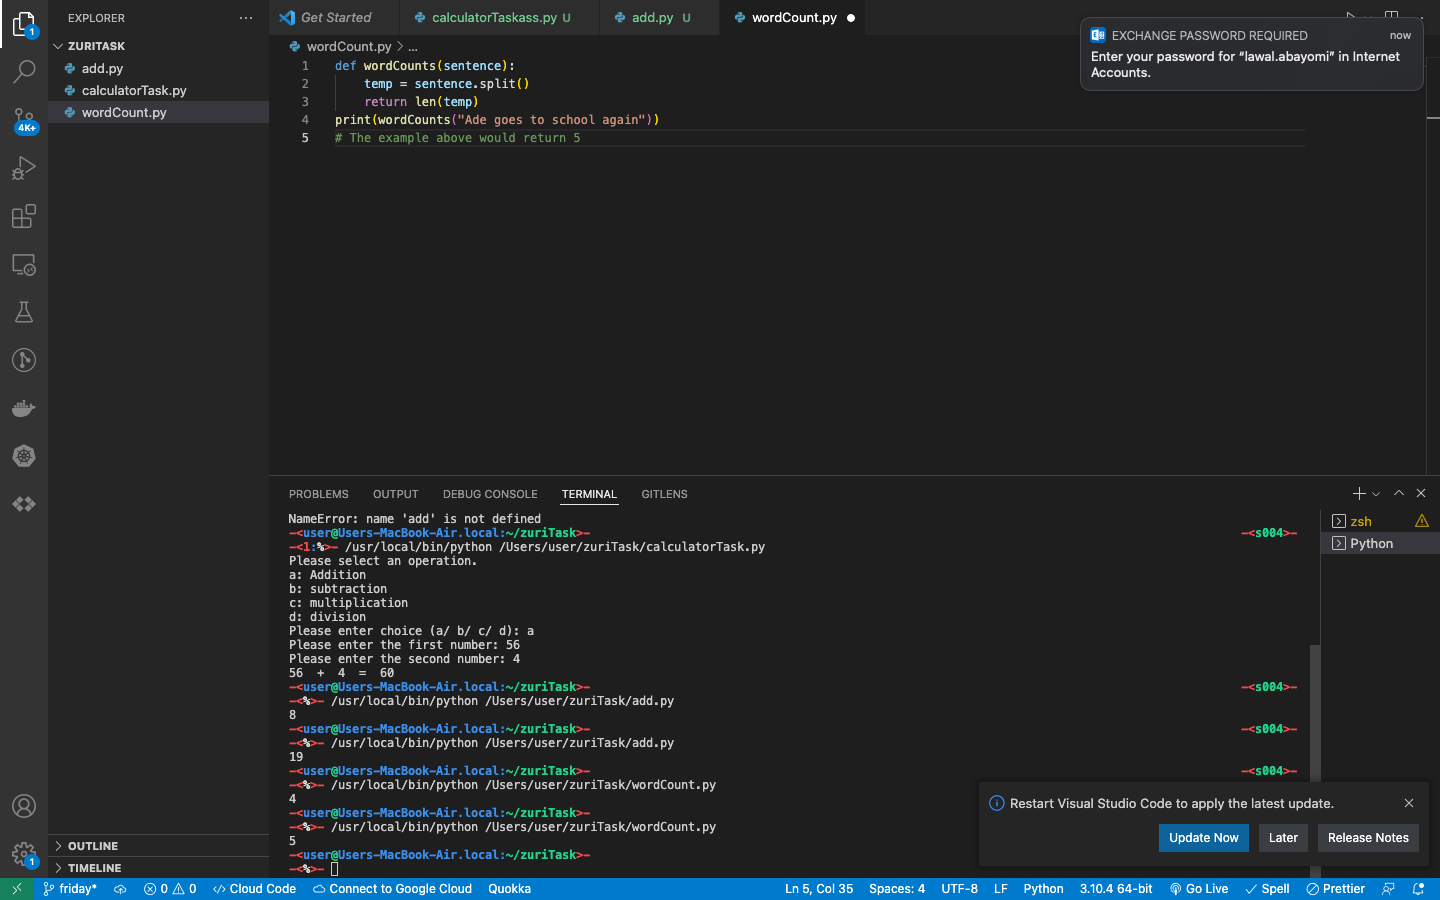 EXPLORER
ZURITASK
add.py
calculatorTask.py
wordCount.py
1
4K+
1
OUTLINE
TIMELINE
Get Started
calculatorTaskass.py U
add.py U
wordCount.py
wordCount.py > ...
1 def wordCounts(sentence):
2 temp = sentence.split()
3 return len(temp)
4 print(wordCounts("Ade goes to school again"))
5 # The example above would return 5
EXCHANGE PASSWORD REQUIRED now
Enter your password for “lawal.abayomi” in Internet
Accounts.
PROBLEMS OUTPUT DEBUG CONSOLE TERMINAL GITLENS
NameError: name 'add' is not defined
—<user@Users-MacBook-Air.local:~/zuriTask>— —<s004>—
—<1:%>— /usr/local/bin/python /Users/user/zuriTask/calculatorTask.py
Please select an operation.
a: Addition
b: subtraction
c: multiplication
d: division
Please enter choice (a/ b/ c/ d): a
Please enter the first number: 56
Please enter the second number: 4
56 + 4 = 60
—<user@Users-MacBook-Air.local:~/zuriTask>— —<s004>—
—<%>— /usr/local/bin/python /Users/user/zuriTask/add.py
8
—<user@Users-MacBook-Air.local:~/zuriTask>— —<s004>—
—<%>— /usr/local/bin/python /Users/user/zuriTask/add.py
19
—<user@Users-MacBook-Air.local:~/zuriTask>— —<s004>—
—<%>— /usr/local/bin/python /Users/user/zuriTask/wordCount.py
4
—<user@Users-MacBook-Air.local:~/zuriTask>—
—<%>— /usr/local/bin/python /Users/user/zuriTask/wordCount.py
5
—<user@Users-MacBook-Air.local:~/zuriTask>—
—<%>—
zsh
Python
Restart Visual Studio Code to apply the latest update.
Update Now Later Release Notes
friday* 0 0 Cloud Code Connect to Google Cloud Quokka Ln 5, Col 35 Spaces: 4 UTF-8 LF Python 3.10.4 64-bit Go Live Spell Prettier